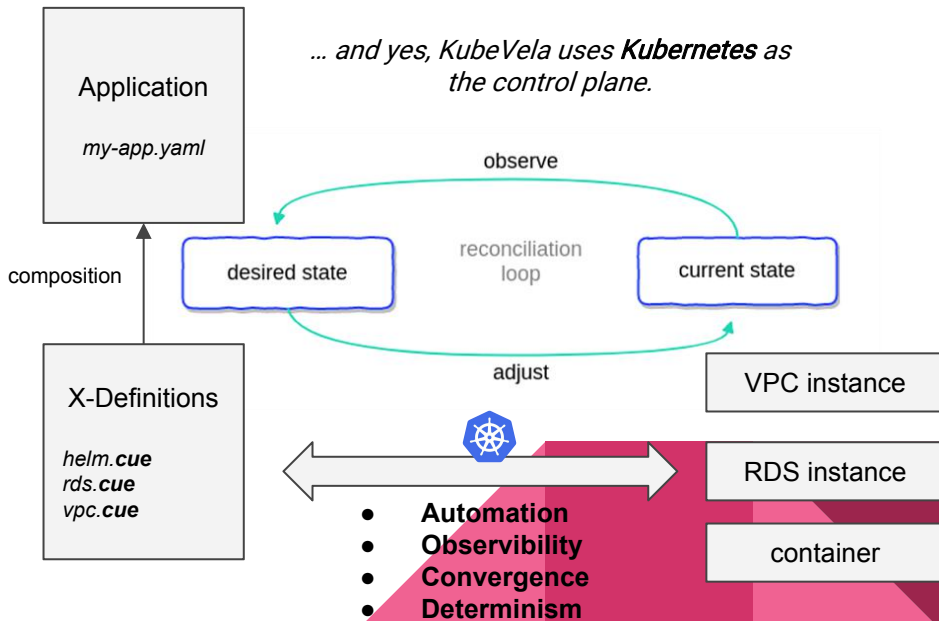 ... and yes, KubeVela uses Kubernetes as
the control plane.
Application
my-app.yaml
observe
reconciliation
loop
desired state
current state
composition
adjust
X-Definitions
helm.cue
rds.cue
vpc.cue
VPC instance
RDS instance
container
● Automation
● Observibility
● Convergence
● Determinism